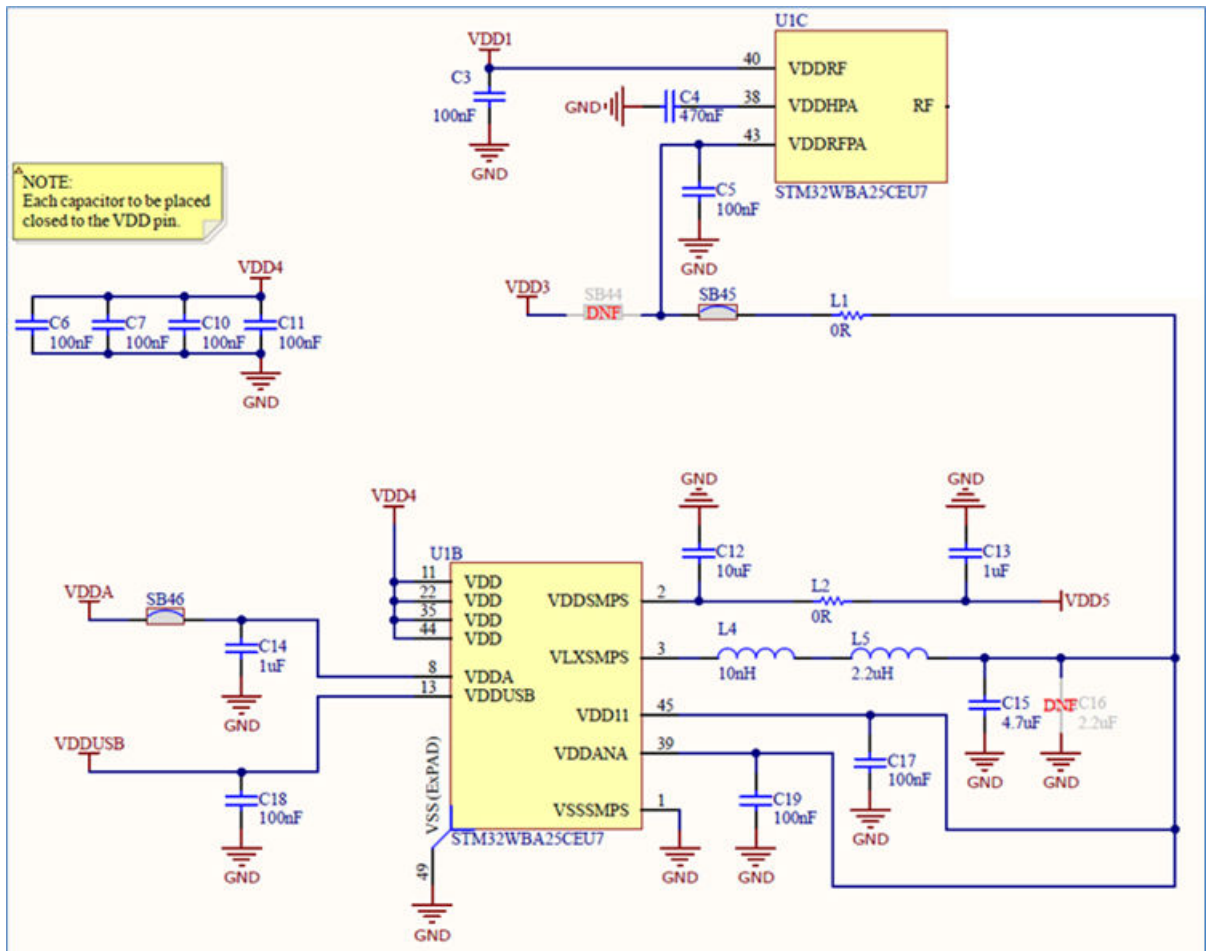 U1C
VDD1
C3
100nF
GND
40
VDDRF
GND
C4
470nF
38
VDDHPA
RF
43
VDDRFPA
C5
100nF
GND
STM32WBA25CEU7
NOTE:
Each capacitor to be placed
closed to the VDD pin.
VDD4
C6
100nF
C7
100nF
C10
100nF
C11
100nF
GND
VDD3
SB44
DNF
SB45
L1
0R
VDD4
GND
C12
10uF
GND
C13
1uF
U1B
11
VDD
22
VDD
35
VDD
44
VDD
VDDSMPS
2
L2
0R
VDD5
VDDA
SB46
C14
1uF
GND
8
VDDA
13
VDDUSB
VLXSMPS
3
L4
10nH
L5
2.2uH
C15
4.7uF
GND
DNF
C16
2.2uF
GND
VDD11
45
C17
100nF
GND
VDDANA
39
C19
100nF
GND
VDDUSB
C18
100nF
GND
VSSSMPS
1
GND
VSS (ExPAD)
STM32WBA25CEU7
49
GND